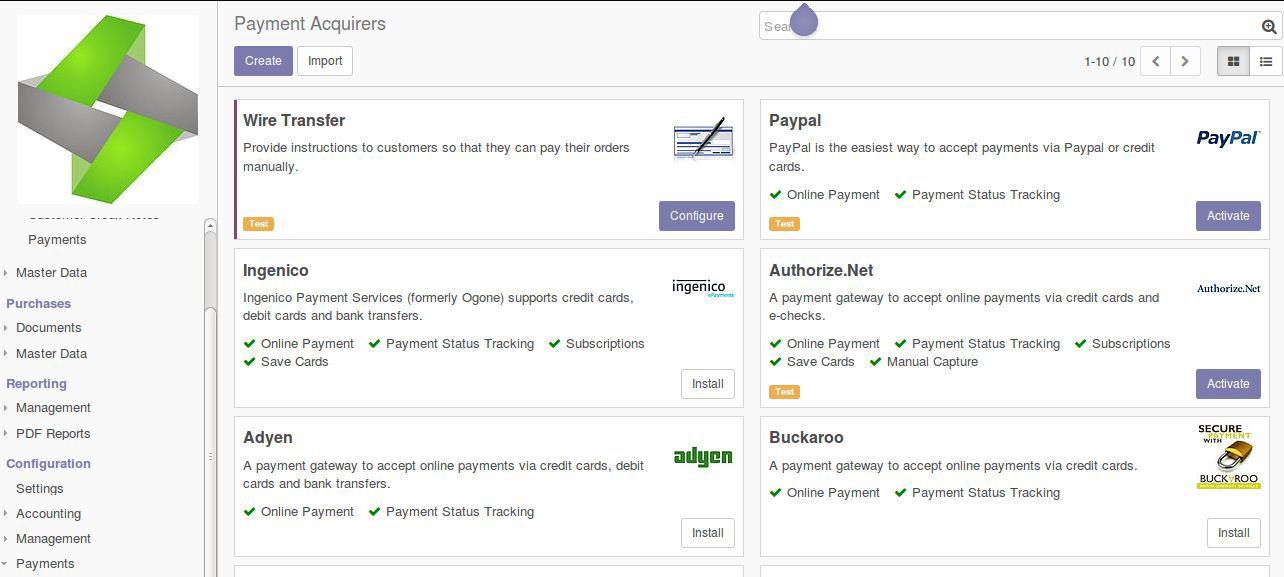 Payment Acquirers
Create
Import
1-10 / 10
Payments
Master Data
Purchases
Documents
Master Data
Reporting
Management
PDF Reports
Configuration
Settings
Accounting
Management
Payments
Wire Transfer
Provide instructions to customers so that they can pay their orders
manually.
Test
Configure
Paypal
PayPal
PayPal is the easiest way to accept payments via Paypal or credit
cards.
Online Payment Payment Status Tracking
Test
Activate
Ingenico
ingenico
ePayments
Ingenico Payment Services (formerly Ogone) supports credit cards,
debit cards and bank transfers.
Online Payment Payment Status Tracking Subscriptions
Save Cards
Install
Authorize.Net
Authorize.Net
A payment gateway to accept online payments via credit cards and
e-checks.
Online Payment Payment Status Tracking Subscriptions
Save Cards Manual Capture
Test
Activate
Adyen
adyen
A payment gateway to accept online payments via credit cards, debit
cards and bank transfers.
Online Payment Payment Status Tracking
Install
Buckaroo
SECURE
PAYMENT
WITH
BUCKAROO
A payment gateway to accept online payments via credit cards.
Online Payment Payment Status Tracking
Install